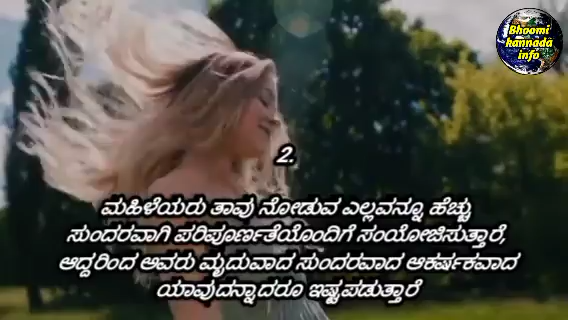 Bhoomi
kannada
info
2.
ಮಹಿಳೆಯರು ತಾವು ನೋಡುವ ಎಲ್ಲವನ್ನೂ ಹೆಚ್ಚು
ಸುಂದರವಾಗಿ ಪರಿಪೂರ್ಣತೆಯೊಂದಿಗೆ ಸಂಯೋಜಿಸುತ್ತಾರೆ,
ಆದ್ದರಿಂದ ಅವರು ಮೃದುವಾದ ಸುಂದರವಾದ ಆಕರ್ಷಕವಾದ
ಯಾವುದನ್ನಾದರೂ ಇಷ್ಟಪಡುತ್ತಾರೆ